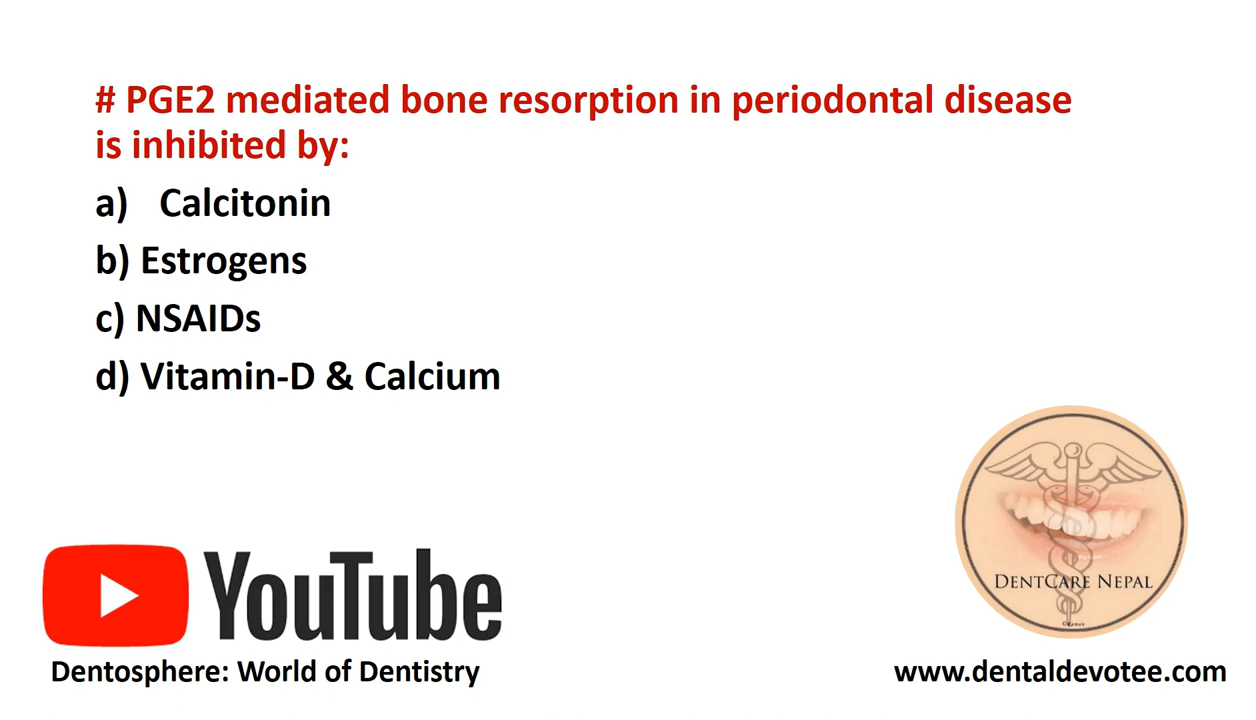 # PGE2 mediated bone resorption in periodontal disease
is inhibited by:
a) Calcitonin
b) Estrogens
c) NSAIDs
d) Vitamin-D & Calcium
DENTCARE NEPAL
YouTube
Dentosphere: World of Dentistry
www.dentaldevotee.com